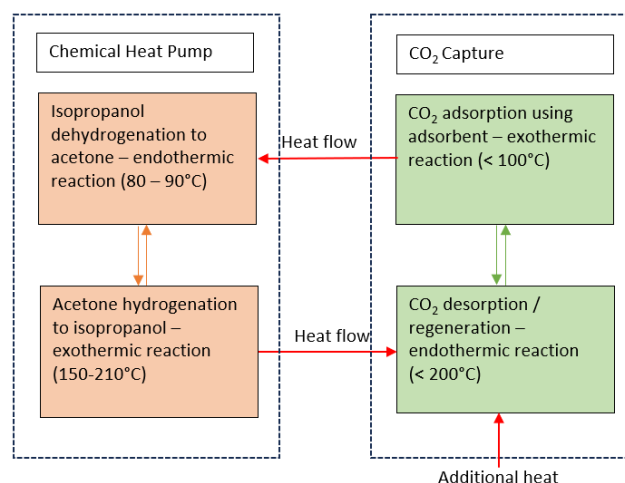 Chemical Heat Pump
Isopropanol
dehydrogenation to
acetone – endothermic
reaction (80 – 90°C)
Acetone hydrogenation
to isopropanol –
exothermic reaction
(150-210°C)
Heat flow
Heat flow
CO₂ Capture
CO₂ adsorption using
adsorbent – exothermic
reaction (< 100°C)
CO₂ desorption /
regeneration –
endothermic reaction
(< 200°C)
Additional heat